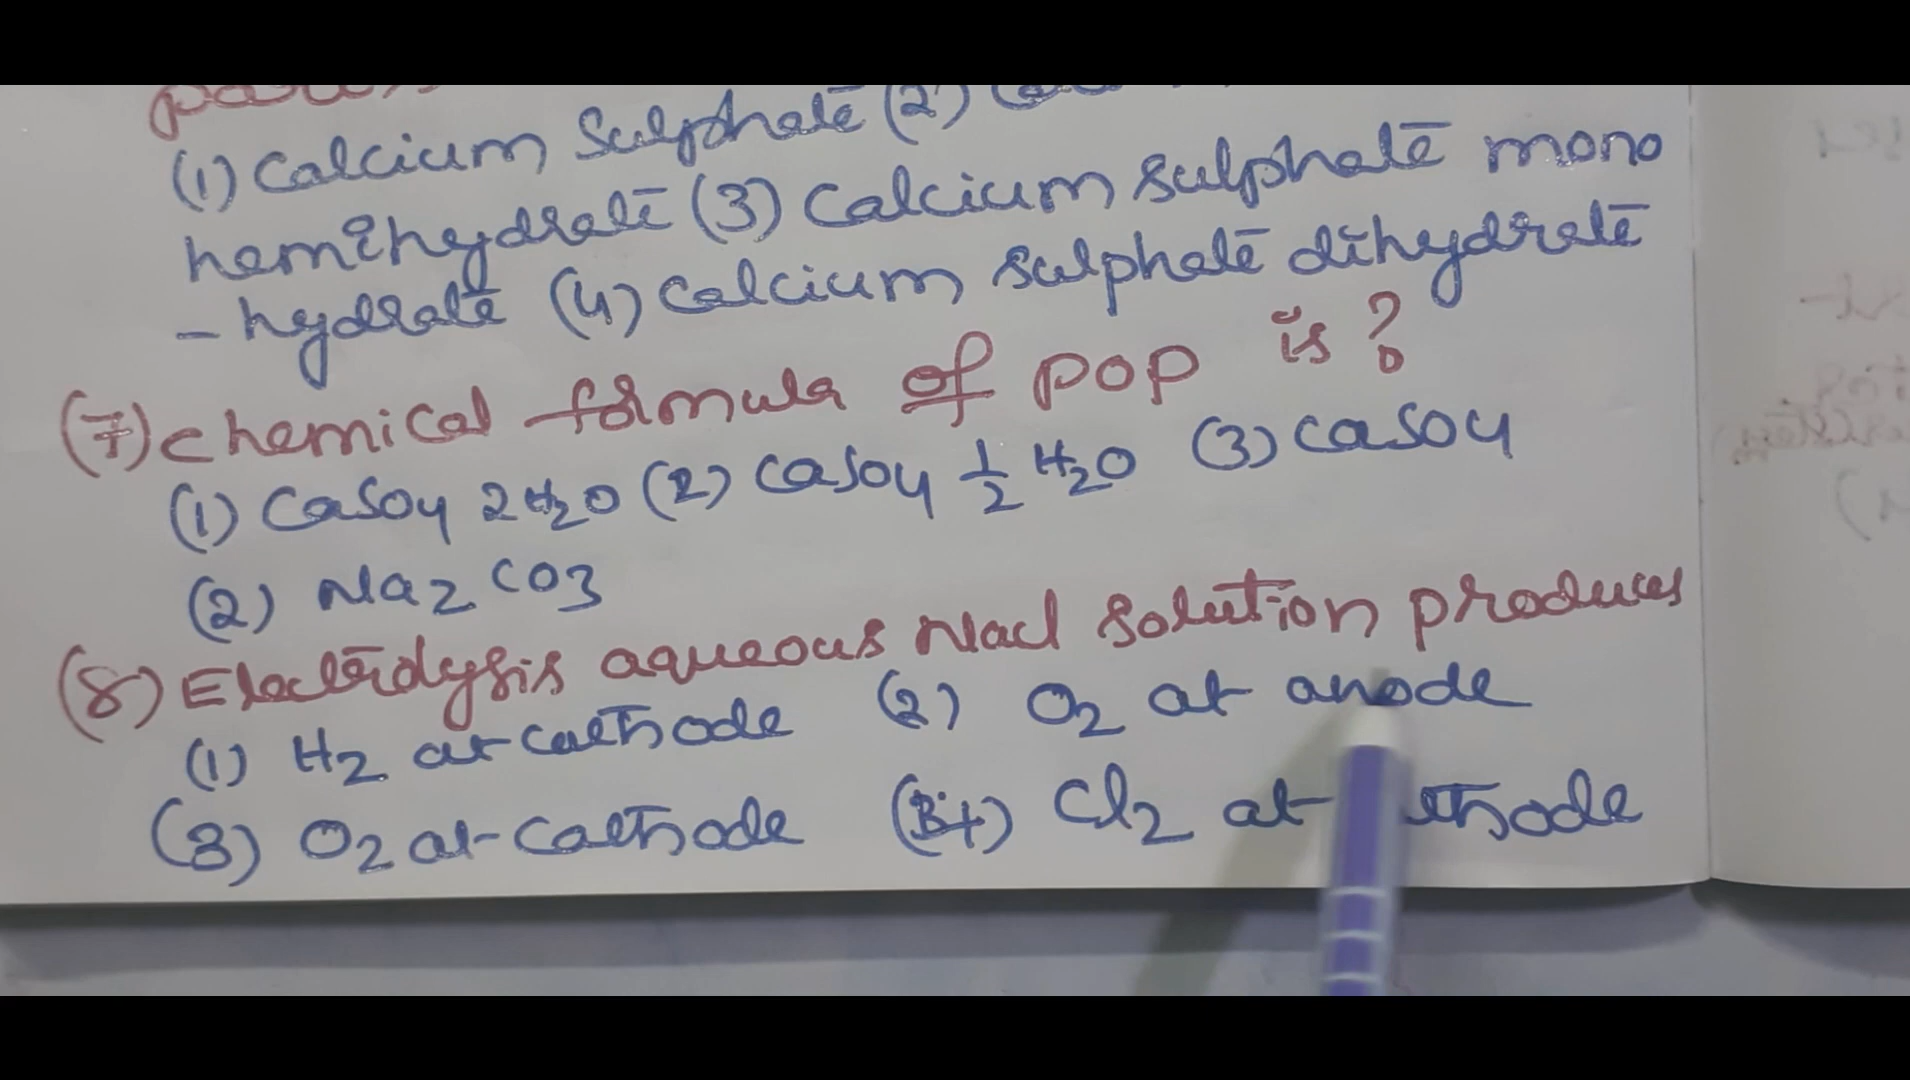 (1) Calcium Sulphate (2)
hemihydrate (3) Calcium sulphate mono
- hydrate (4) Calcium sulphate dihydrate
(7) chemical formula of POP is?
(1) CaSO4 2H2O (2) CaSO4 1/2 H2O (3) CaSO4
(2) Na2 CO3
(8) Electrolysis aqueous Nacl solution produces
(1) H2 at cathode (2) O2 at anode
(3) O2 at cathode Cl2 at